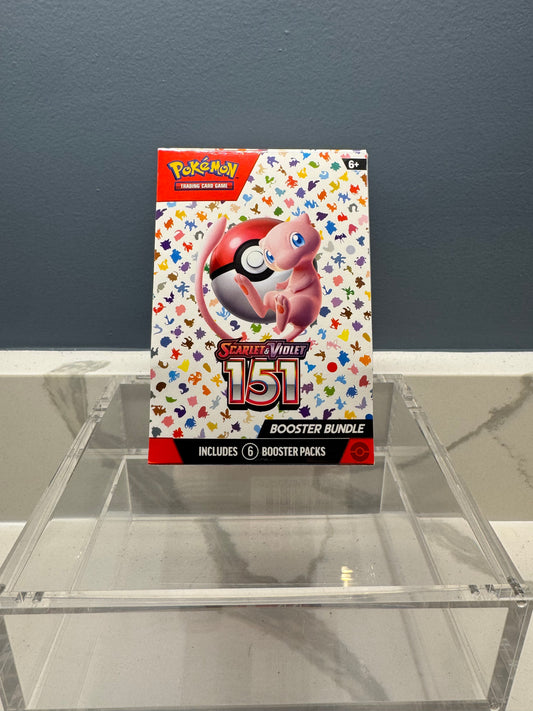 POKÉMON
TRADING CARD GAME
6+
SCARLET & VIOLET
151
BOOSTER BUNDLE
INCLUDES 6 BOOSTER PACKS